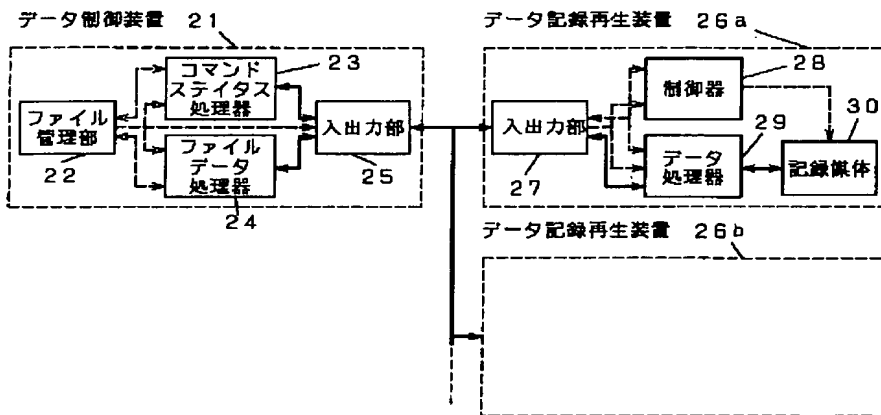 データ制御装置 21
コマンド
ステイタス
処理器
23
ファイル
管理部
22
ファイル
データ
処理器
24
入出力部
25
データ記録再生装置 26a
入出力部
27
制御器
28
データ
処理器
29
記録媒体
30
データ記録再生装置 26b